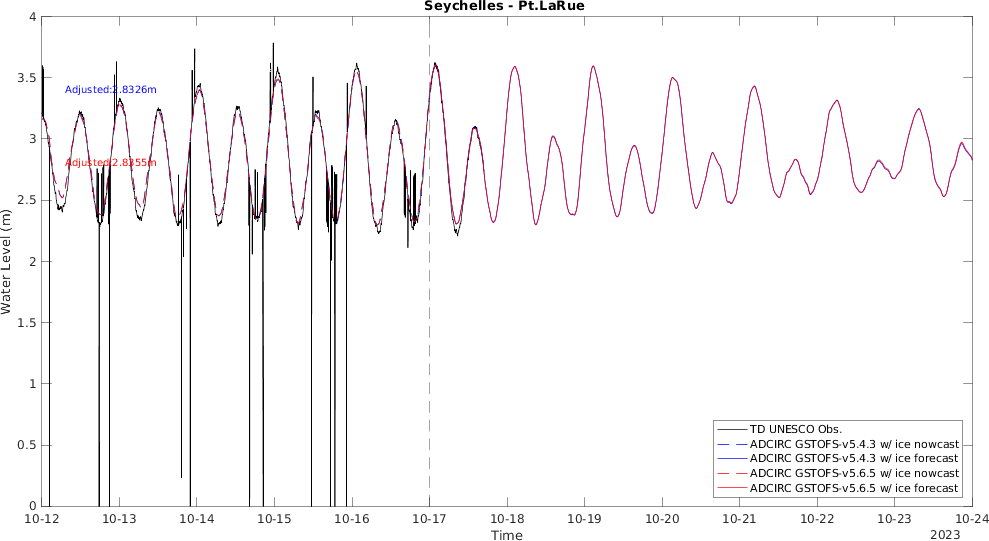 Seychelles - Pt.LaRue
4
3.5
3
2.5
2
1.5
1
0.5
0
Water Level (m)
Adjusted:2.8326m
Adjusted:2.8355m
TD UNESCO Obs.
ADCIRC GSTOFS-v5.4.3 w/ ice nowcast
ADCIRC GSTOFS-v5.4.3 w/ ice forecast
ADCIRC GSTOFS-v5.6.5 w/ ice nowcast
ADCIRC GSTOFS-v5.6.5 w/ ice forecast
10-12 10-13 10-14 10-15 10-16 10-17 10-18 10-19 10-20 10-21 10-22 10-23 10-24
Time
2023